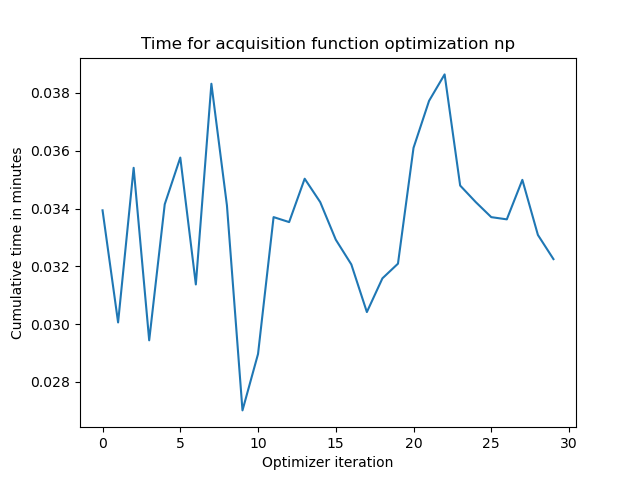 Time for acquisition function optimization np
0.038
0.036
0.034
0.032
0.030
0.028
Cumulative time in minutes
0 5 10 15 20 25 30
Optimizer iteration